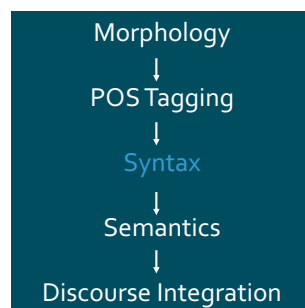 Morphology
POS Tagging
Syntax
Semantics
Discourse Integration